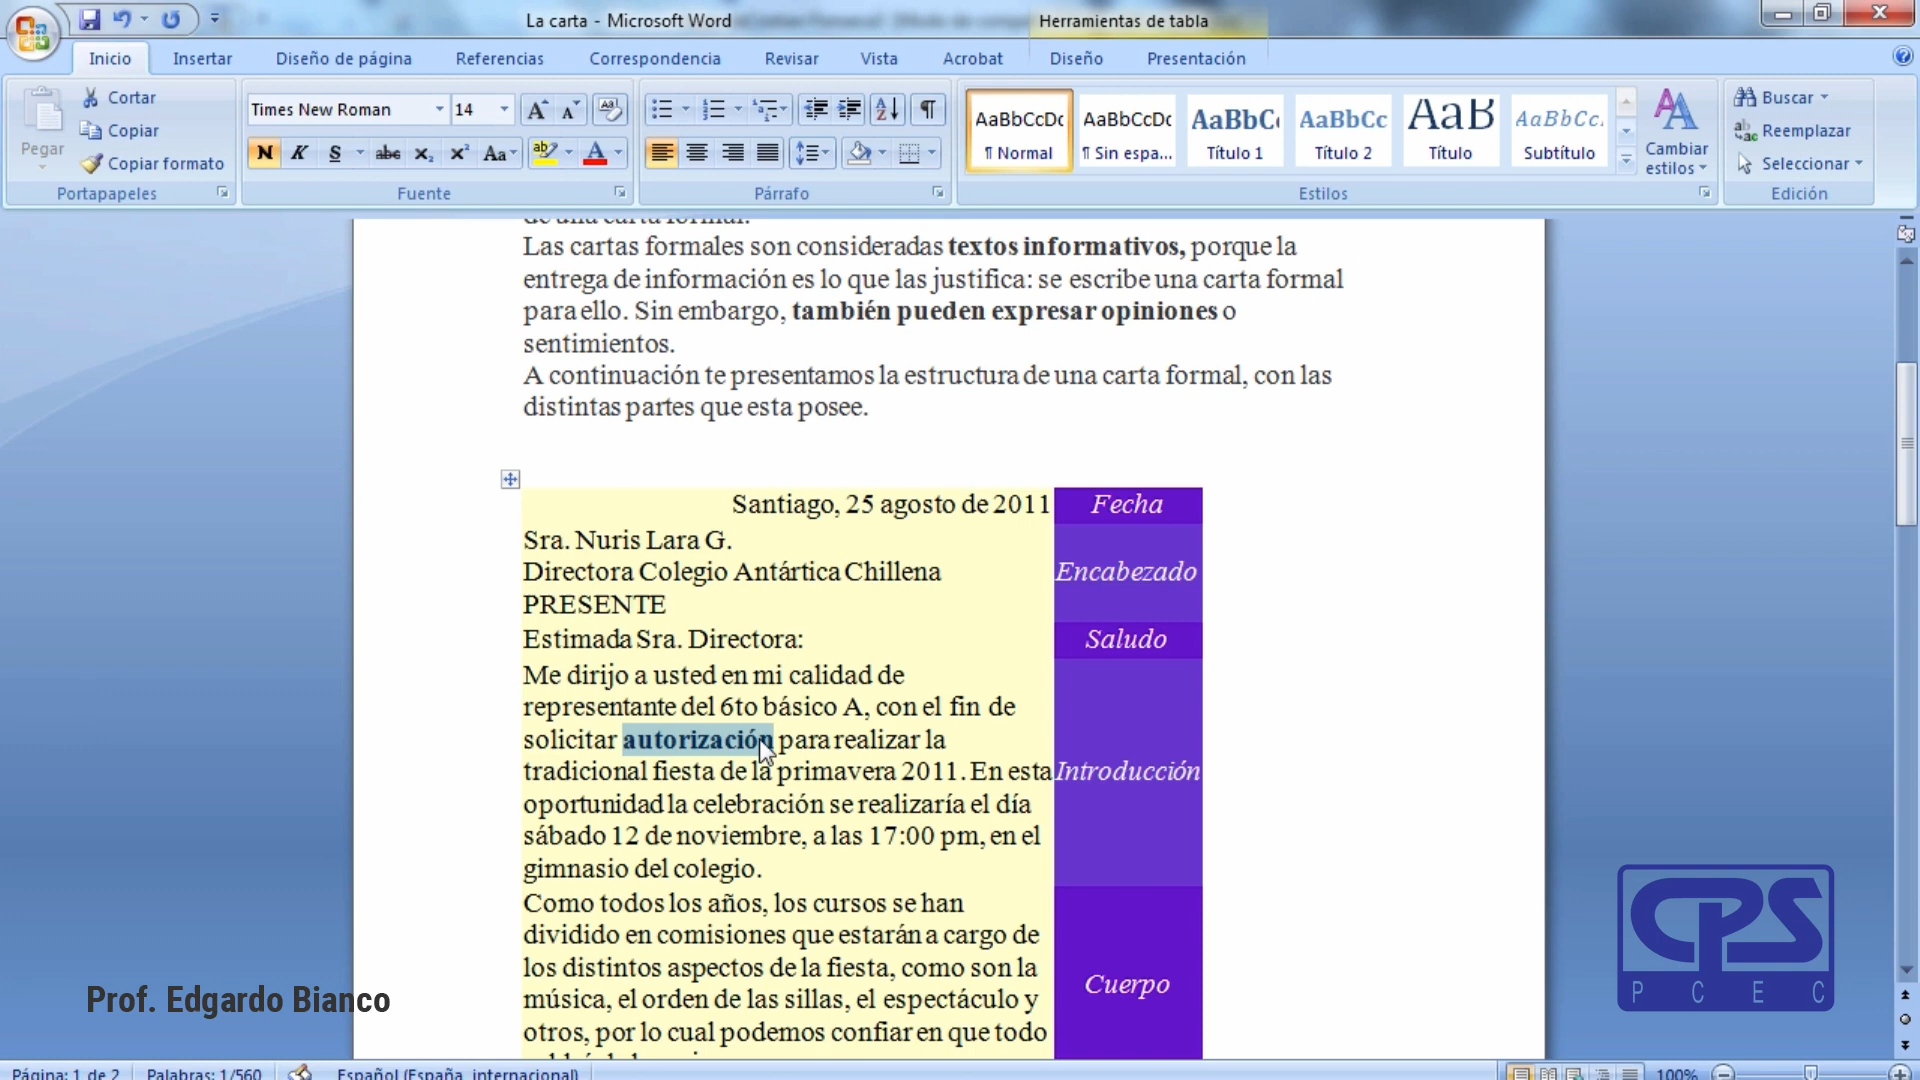 La carta - Microsoft Word
Herramientas de tabla
Inicio Insertar Diseño de página Referencias Correspondencia Revisar Vista Acrobat Diseño Presentación
Pegar
Cortar
Copiar
Copiar formato
Portapapeles
Times New Roman 14
N K S abe x₂ x² Aa
Fuente
Párrafo
AaBbCcDc AaBbCcDc AaBbC AaBbCc AaB AaBbCc.
¶ Normal ¶ Sin espa... Título 1 Título 2 Título Subtítulo
Cambiar
estilos
Estilos
Buscar
Reemplazar
Seleccionar
Edición
de una carta formal.
Las cartas formales son consideradas textos informativos, porque la
entrega de información es lo que las justifica: se escribe una carta formal
para ello. Sin embargo, también pueden expresar opiniones o
sentimientos.
A continuación te presentamos la estructura de una carta formal, con las
distintas partes que esta posee.
Santiago, 25 agosto de 2011 Fecha
Sra. Nuris Lara G.
Directora Colegio Antártica Chillena Encabezado
PRESENTE
Estimada Sra. Directora: Saludo
Me dirijo a usted en mi calidad de
representante del 6to básico A, con el fin de
solicitar autorización para realizar la
tradicional fiesta de la primavera 2011. En esta Introducción
oportunidad la celebración se realizaría el día
sábado 12 de noviembre, a las 17:00 pm, en el
gimnasio del colegio.
Como todos los años, los cursos se han
dividido en comisiones que estarán a cargo de
los distintos aspectos de la fiesta, como son la Cuerpo
música, el orden de las sillas, el espectáculo y
otros, por lo cual podemos confiar en que todo
Prof. Edgardo Bianco
CPS
P C E C
Página: 1 de 2 Palabras: 1/560 Español (España, internacional) 100%